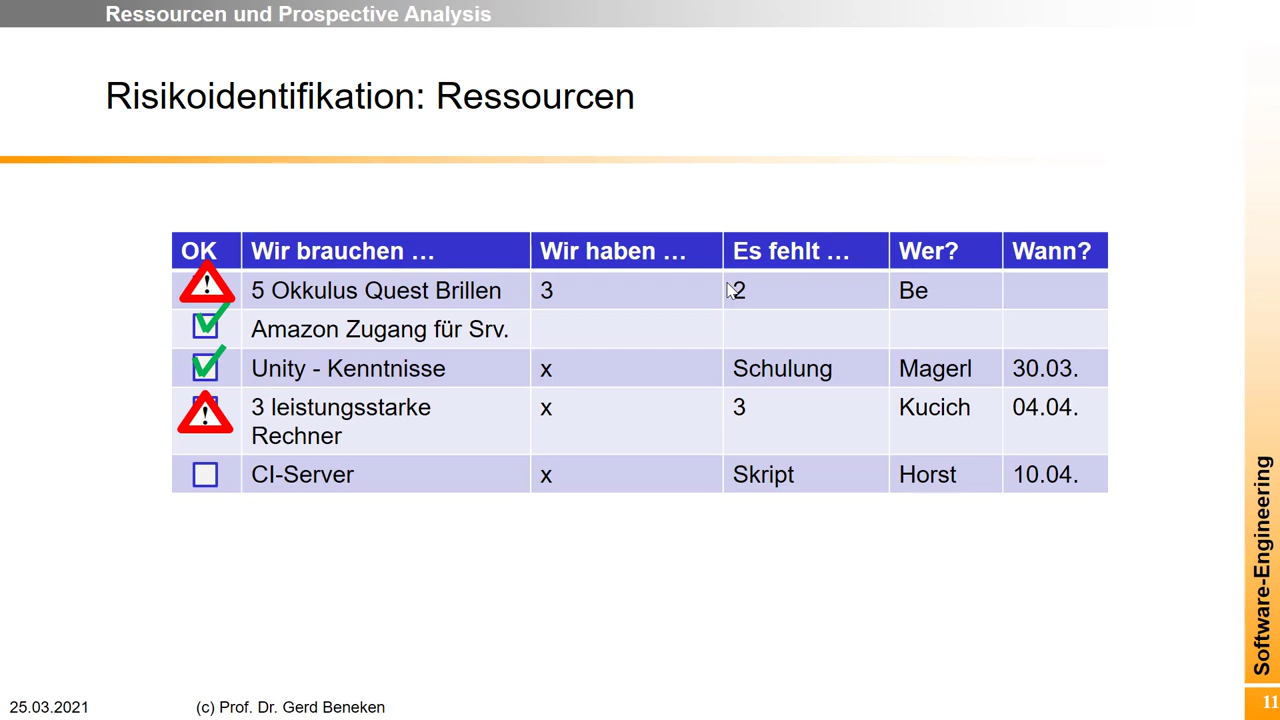 Ressourcen und Prospective Analysis
Risikoidentifikation: Ressourcen
OK Wir brauchen … Wir haben … Es fehlt … Wer? Wann?
! 5 Okkulus Quest Brillen 3 2 Be
Amazon Zugang für Srv.
Unity - Kenntnisse x Schulung Magerl 30.03.
! 3 leistungsstarke x 3 Kucich 04.04.
Rechner
CI-Server x Skript Horst 10.04.
Software-Engineering
25.03.2021 (c) Prof. Dr. Gerd Beneken 11